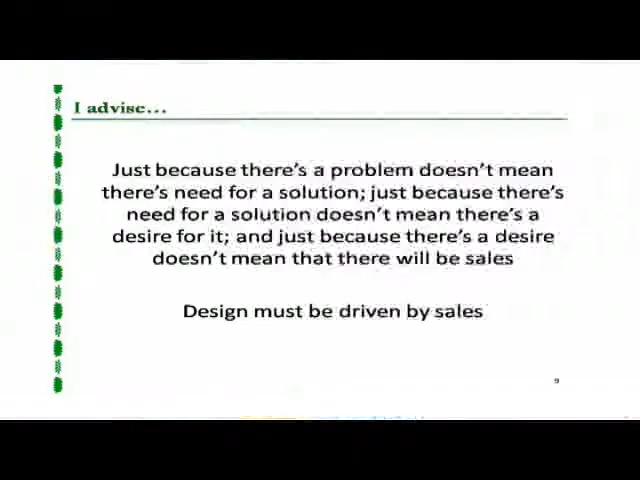 I advise...
Just because there's a problem doesn't mean
there's need for a solution; just because there's
need for a solution doesn't mean there's a
desire for it; and just because there's a desire
doesn't mean that there will be sales
Design must be driven by sales
9